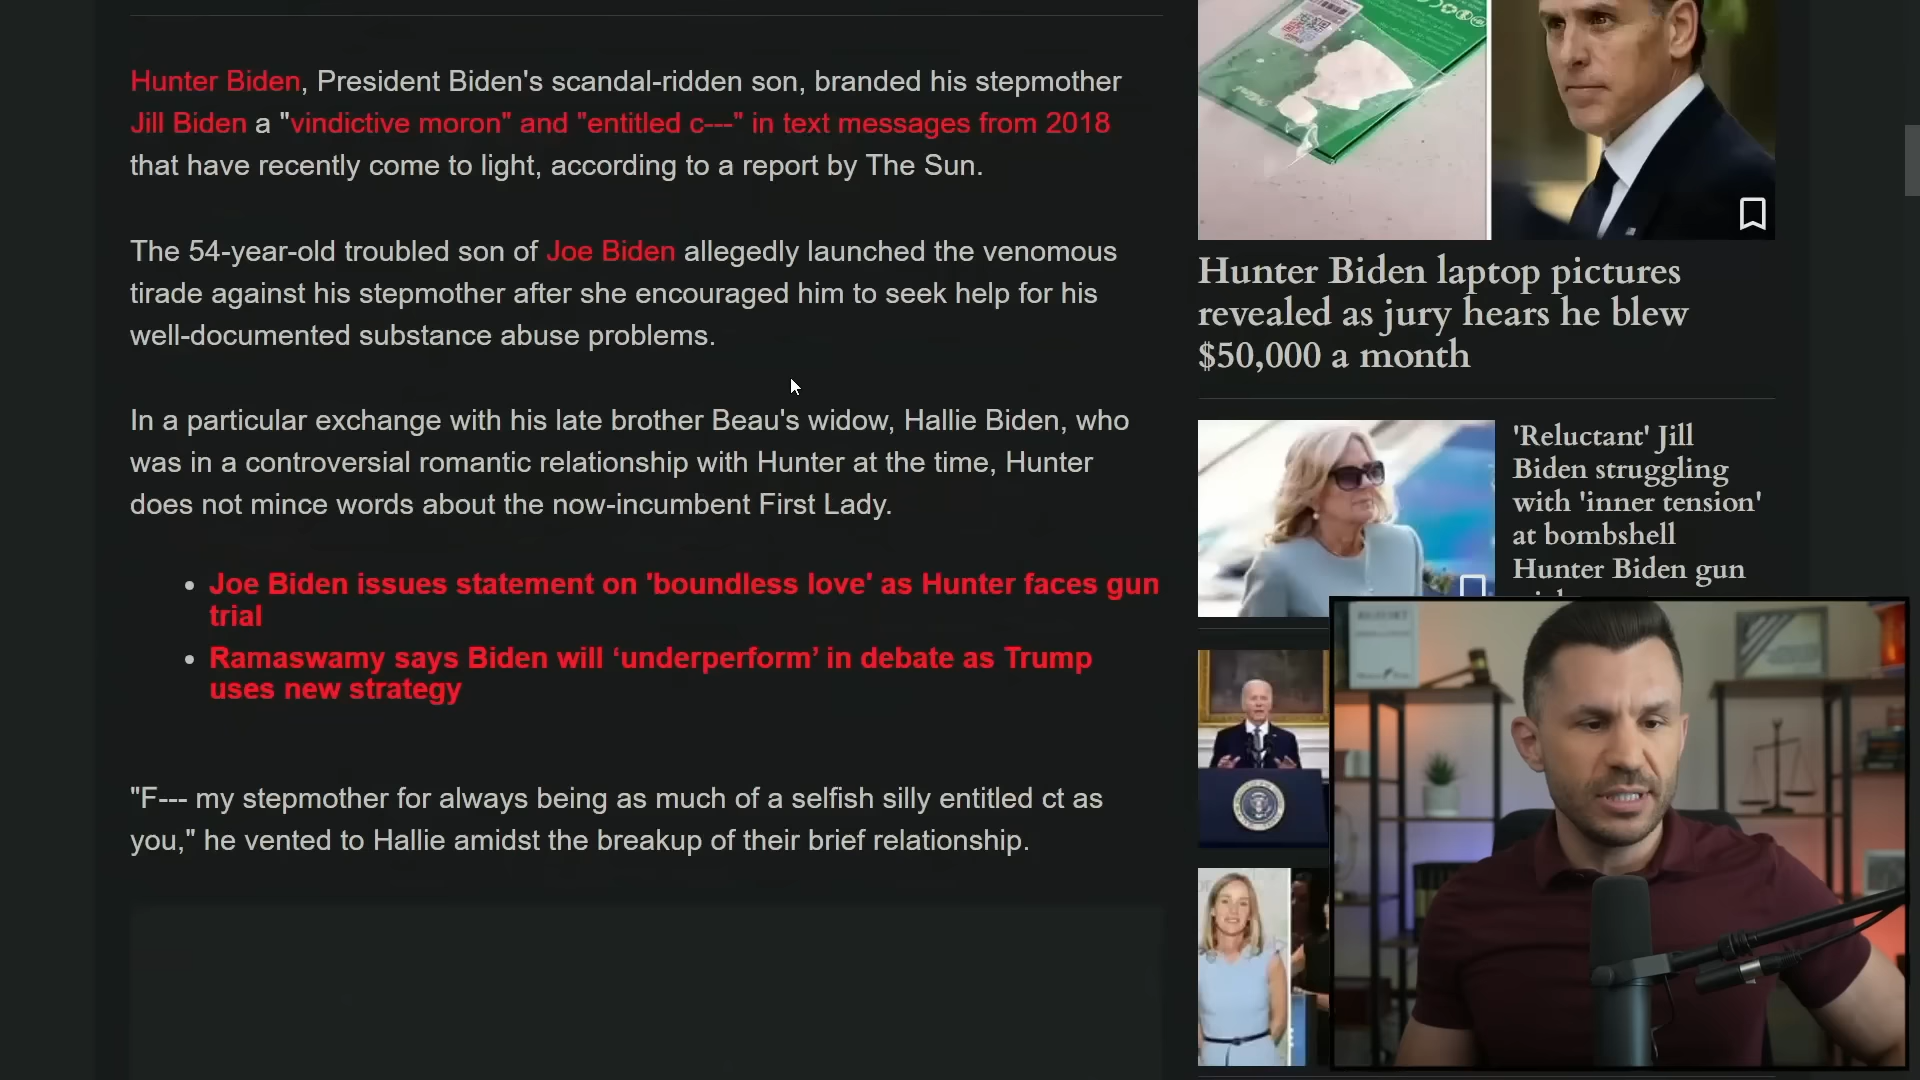 Hunter Biden, President Biden's scandal-ridden son, branded his stepmother
Jill Biden a "vindictive moron" and "entitled c---" in text messages from 2018
that have recently come to light, according to a report by The Sun.
The 54-year-old troubled son of Joe Biden allegedly launched the venomous
tirade against his stepmother after she encouraged him to seek help for his
well-documented substance abuse problems.
In a particular exchange with his late brother Beau's widow, Hallie Biden, who
was in a controversial romantic relationship with Hunter at the time, Hunter
does not mince words about the now-incumbent First Lady.
• Joe Biden issues statement on 'boundless love' as Hunter faces gun
trial
• Ramaswamy says Biden will ‘underperform’ in debate as Trump
uses new strategy
"F--- my stepmother for always being as much of a selfish silly entitled ct as
you," he vented to Hallie amidst the breakup of their brief relationship.
Hunter Biden laptop pictures
revealed as jury hears he blew
$50,000 a month
'Reluctant' Jill
Biden struggling
with 'inner tension'
at bombshell
Hunter Biden gun